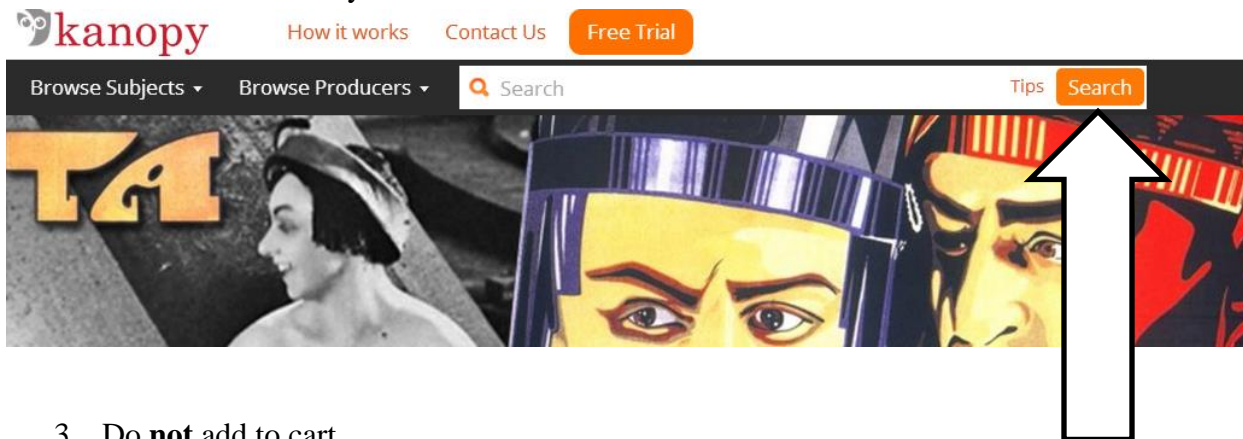 kanopy How it works Contact Us Free Trial
Browse Subjects Browse Producers Search Tips Search
TA
3. Do not add to cart